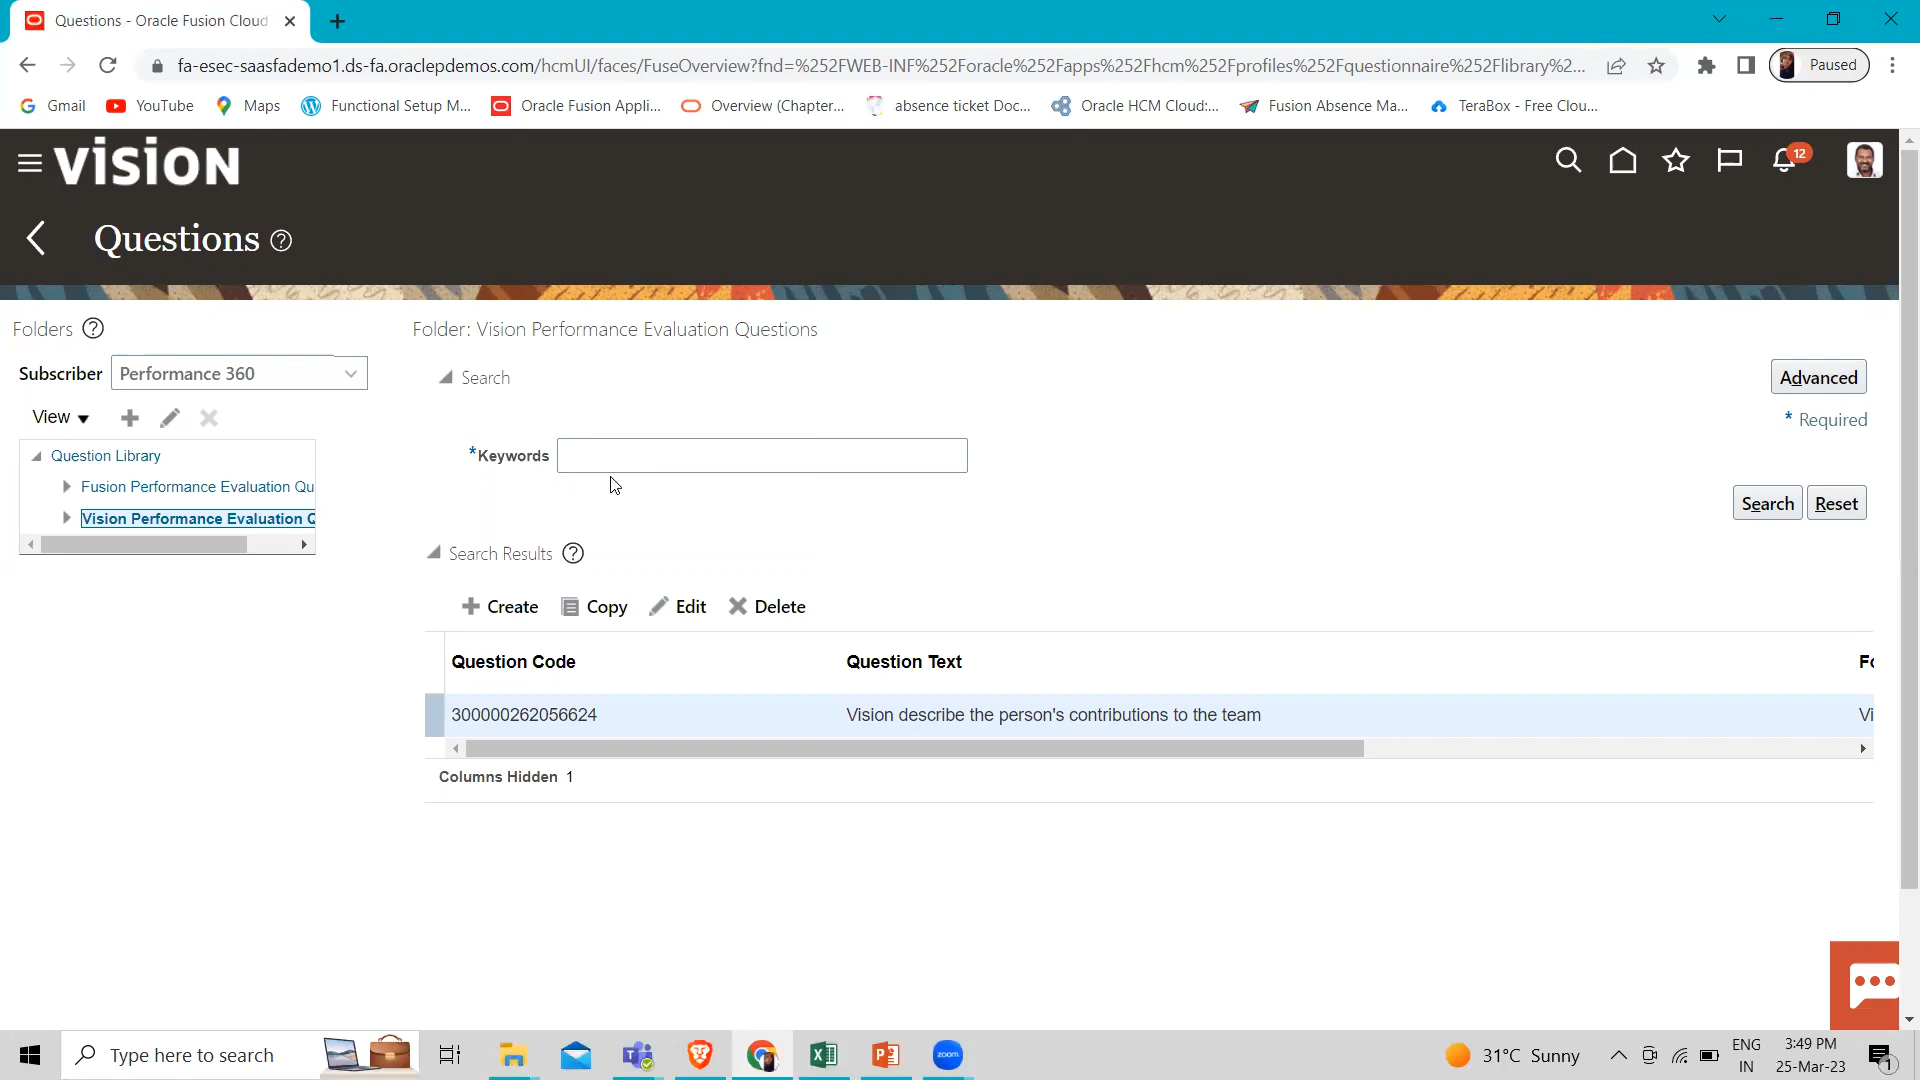 Questions - Oracle Fusion Cloud
fa-esec-saasfademo1.ds-fa.oraclepdemos.com/hcmUI/faces/FuseOverview?fnd=%252FWEB-INF%252Foracle%252Fapps%252Fhcm%252Fprofiles%252Fquestionnaire%252Flibrary%2...
Paused
Gmail YouTube Maps Functional Setup M... Oracle Fusion Appli... Overview (Chapter... absence ticket Doc... Oracle HCM Cloud:... Fusion Absence Ma... TeraBox - Free Clou...
VISION
12
Questions
Folders
Folder: Vision Performance Evaluation Questions
Subscriber Performance 360
Search
Advanced
View
* Required
Question Library
*Keywords
Fusion Performance Evaluation Qu
Search Reset
Vision Performance Evaluation Q
Search Results
Create Copy Edit Delete
Question Code Question Text Fo
300000262056624 Vision describe the person's contributions to the team Vi
Columns Hidden 1
Type here to search
zoom
31°C Sunny
ENG
IN
3:49 PM
25-Mar-23
1